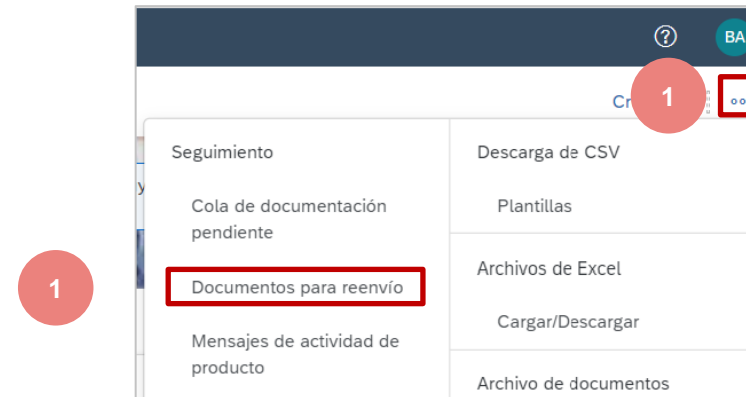 BA
Cr
1
Seguimiento
Descarga de CSV
Cola de documentación
pendiente
Plantillas
Documentos para reenvío
Archivos de Excel
1
Cargar/Descargar
Mensajes de actividad de
producto
Archivo de documentos